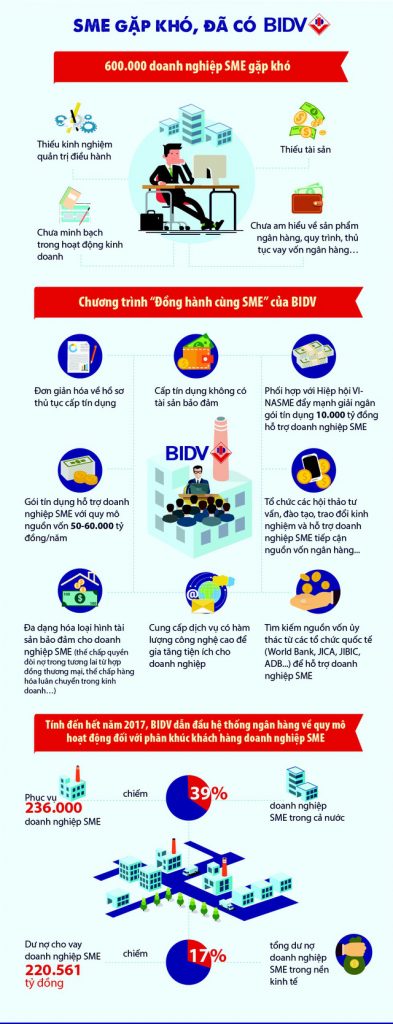 SME GẶP KHÓ, ĐÃ CÓ BIDV
600.000 doanh nghiệp SME gặp khó
Thiếu kinh nghiệm
quản trị điều hành
Thiếu tài sản
Chưa minh bạch
trong hoạt động kinh
doanh
Chưa am hiểu về sản phẩm
ngân hàng, quy trình, thủ
tục vay vốn ngân hàng...
Chương trình “Đồng hành cùng SME” của BIDV
Đơn giản hóa về hồ sơ
thủ tục cấp tín dụng
Cấp tín dụng không có
tài sản bảo đảm
Phối hợp với Hiệp hội VI-
NASME đẩy mạnh giải ngân
gói tín dụng 10.000 tỷ đồng
hỗ trợ doanh nghiệp SME
BIDV
Gói tín dụng hỗ trợ doanh
nghiệp SME với quy mô
nguồn vốn 50-60.000 tỷ
đồng/năm
Tổ chức các hội thảo tư
vấn, đào tạo, trao đổi kinh
nghiệm và hỗ trợ doanh
nghiệp SME tiếp cận
nguồn vốn ngân hàng...
Đa dạng hóa loại hình tài
sản bảo đảm cho doanh
nghiệp SME (thế chấp quyền
đòi nợ trong tương lai từ hợp
đồng thương mại, thế chấp hàng
hóa luân chuyển trong kinh
doanh...)
Cung cấp dịch vụ có hàm
lượng công nghệ cao để
gia tăng tiện ích cho
doanh nghiệp
Tìm kiếm nguồn vốn ủy
thác từ các tổ chức quốc tế
(World Bank, JICA, JIBIC,
ADB...) để hỗ trợ doanh
nghiệp SME
Tính đến hết năm 2017, BIDV dẫn đầu hệ thống ngân hàng về quy mô
hoạt động đối với phân khúc khách hàng doanh nghiệp SME
Phục vụ
236.000
doanh nghiệp SME
chiếm
39%
doanh nghiệp
SME trong cả nước
Dư nợ cho vay
doanh nghiệp SME
220.561
tỷ đồng
chiếm
17%
tổng dư nợ
doanh nghiệp
SME trong nền
kinh tế